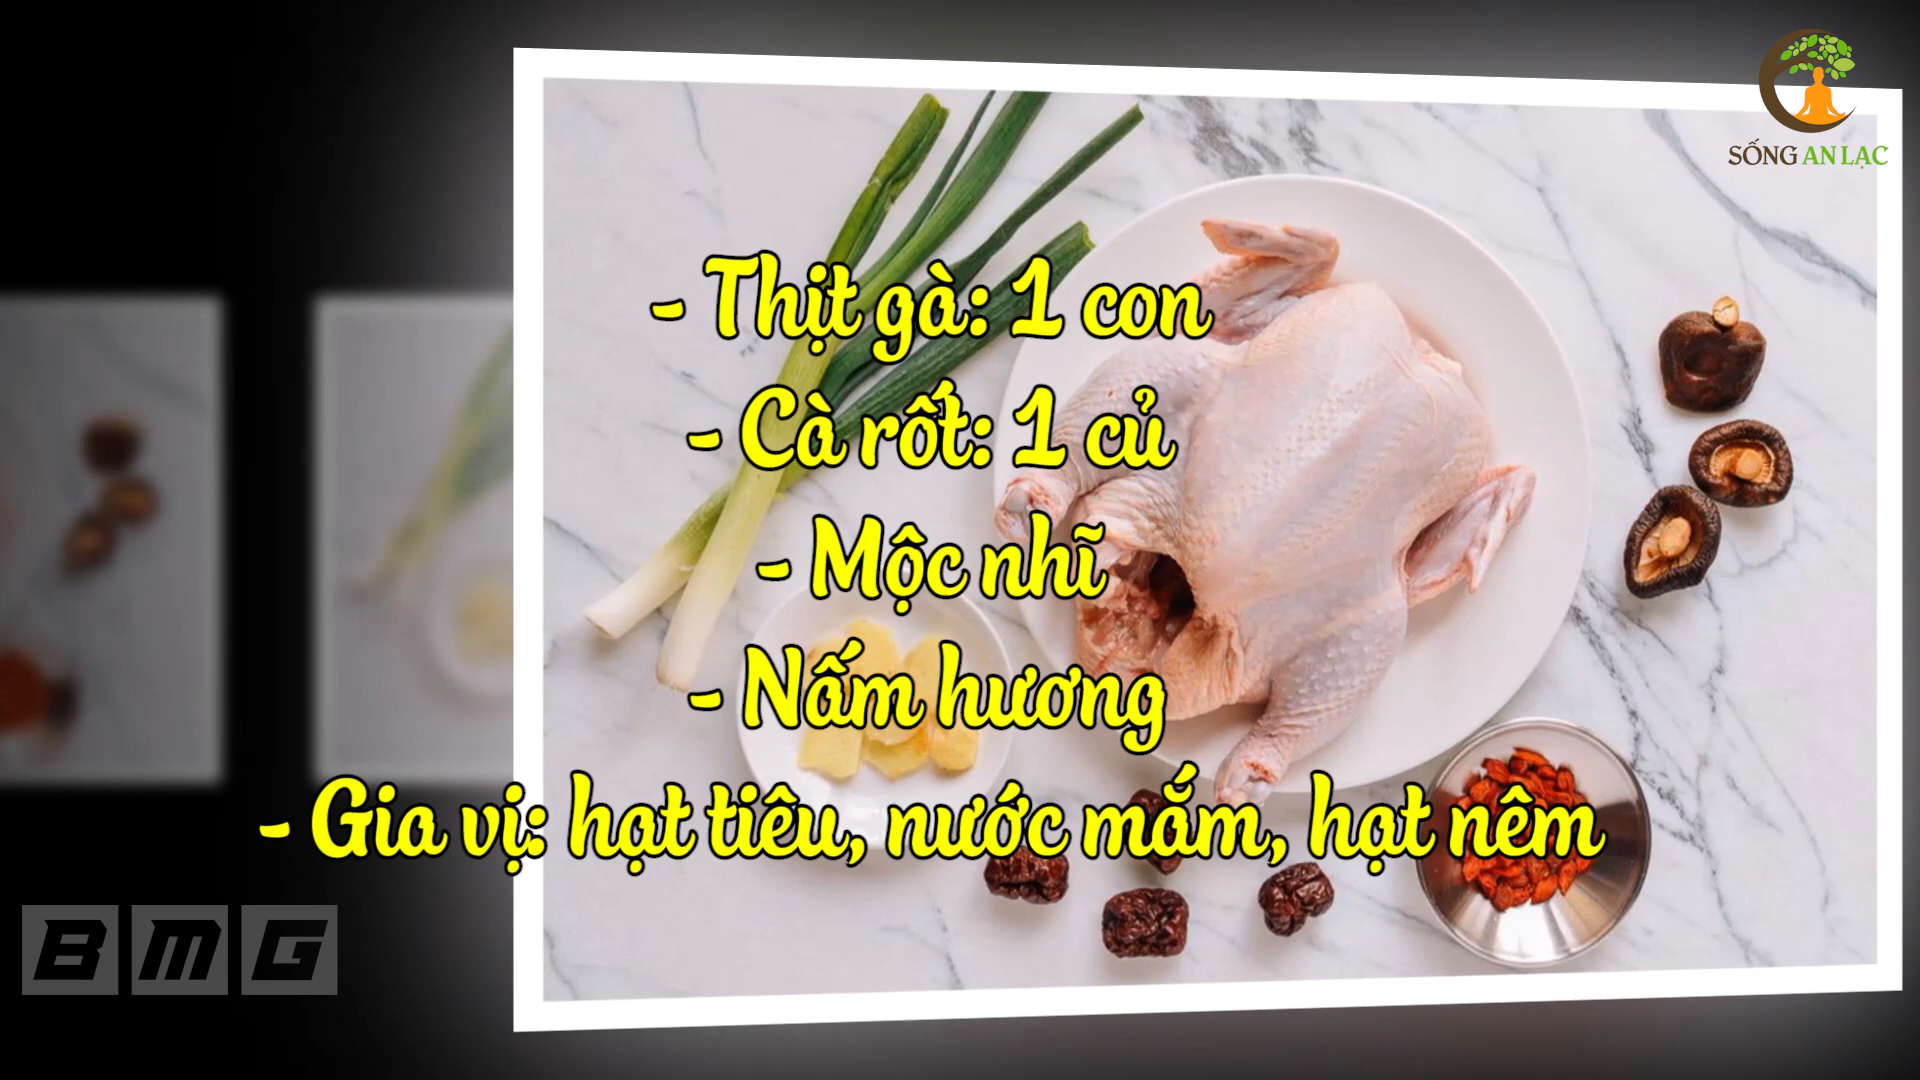 SỐNG AN LẠC
- Thịt gà: 1 con
- Cà rốt: 1 củ
- Mộc nhĩ
- Nấm hương
- Gia vị: hạt tiêu, nước mắm, hạt nêm
BMG